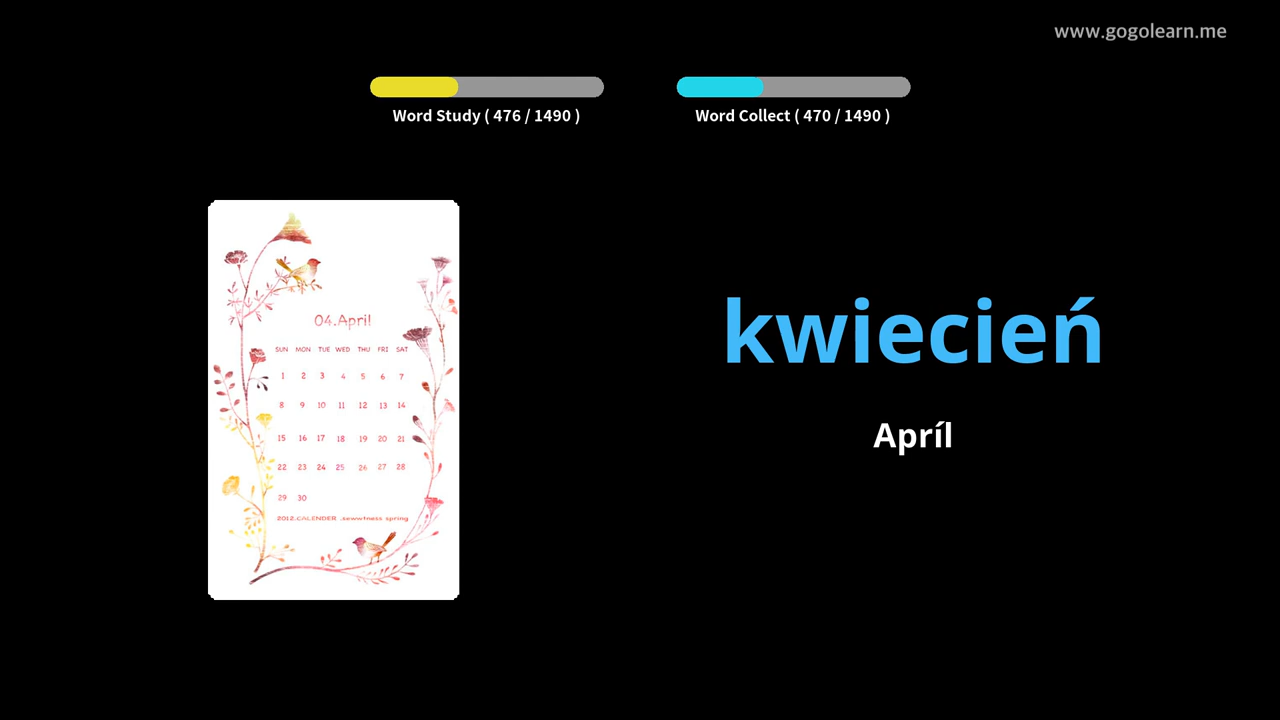 www.gogolearn.me
Word Study ( 476 / 1490 )
Word Collect ( 470 / 1490 )
04.April
SUN MON TUE WED THU FRI SAT
1 2 3 4 5 6 7
8 9 10 11 12 13 14
15 16 17 18 19 20 21
22 23 24 25 26 27 28
29 30
2012.CALENDER .sewwtness spring
kwiecień
Apríl